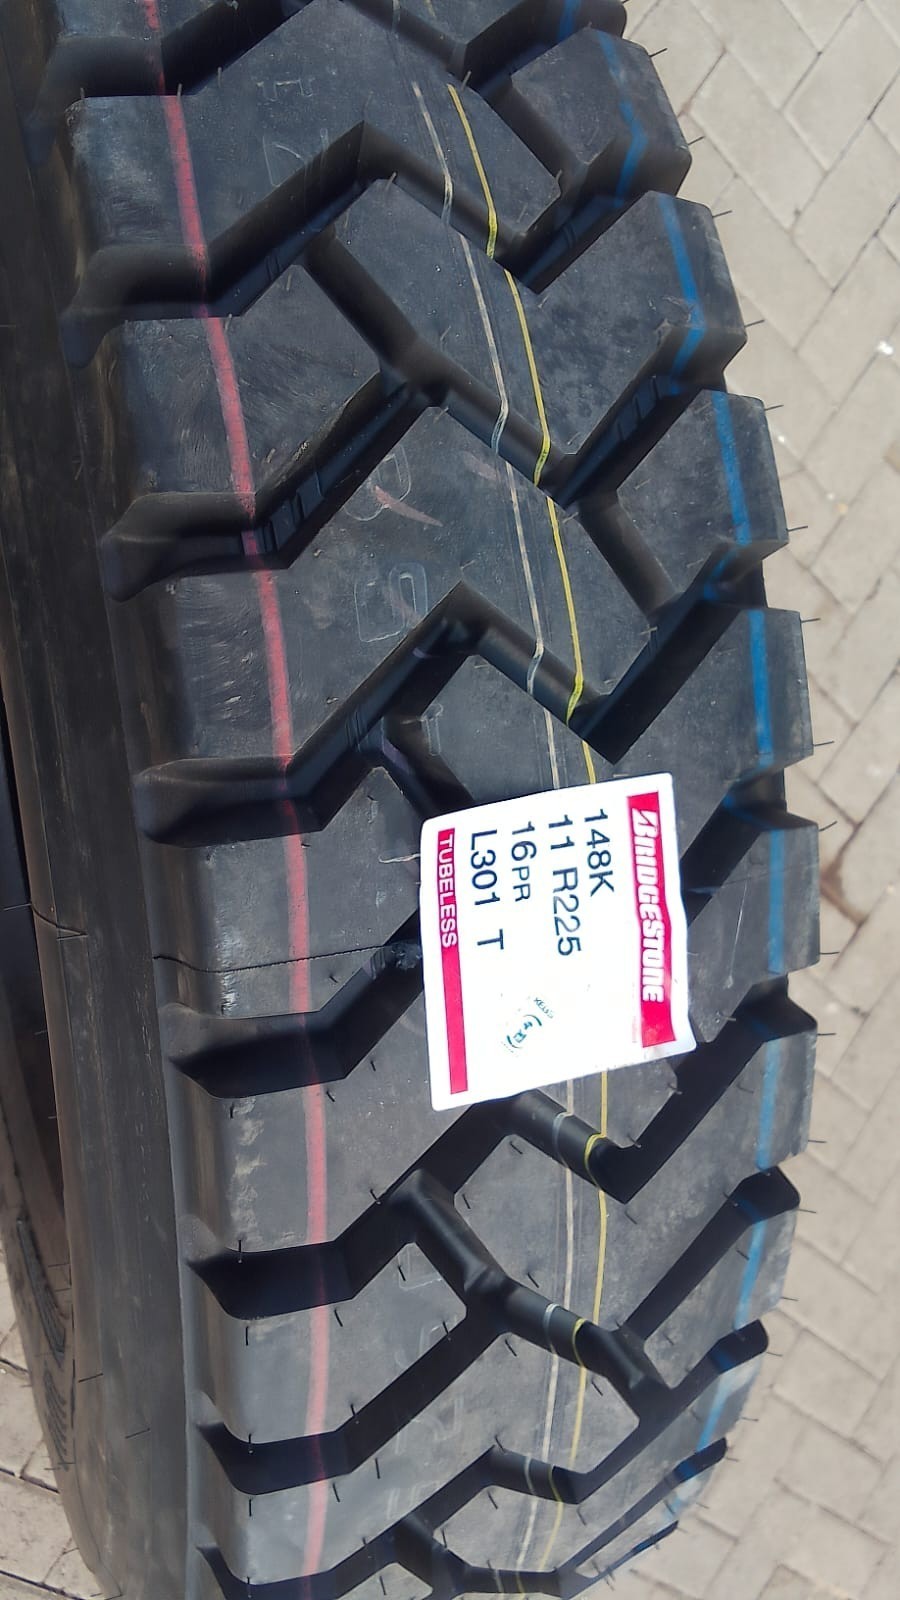 BRIDGESTONE
148K
11 R225
16PR
L301 T
TUBELESS